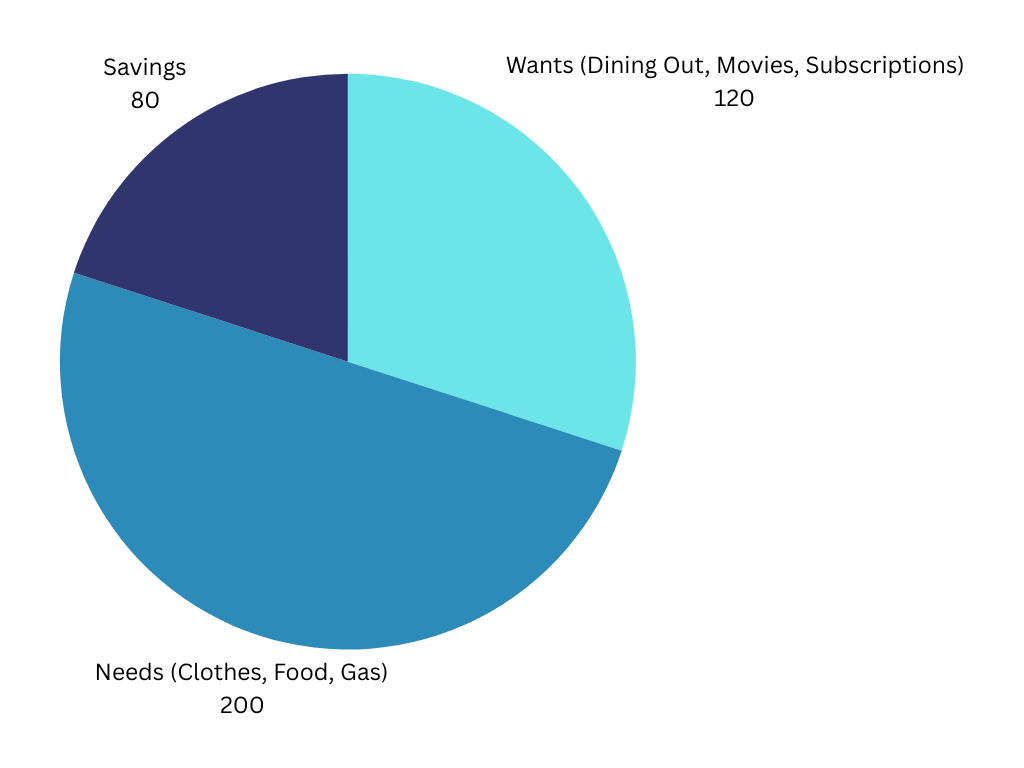 Savings
80
Wants (Dining Out, Movies, Subscriptions)
120
Needs (Clothes, Food, Gas)
200